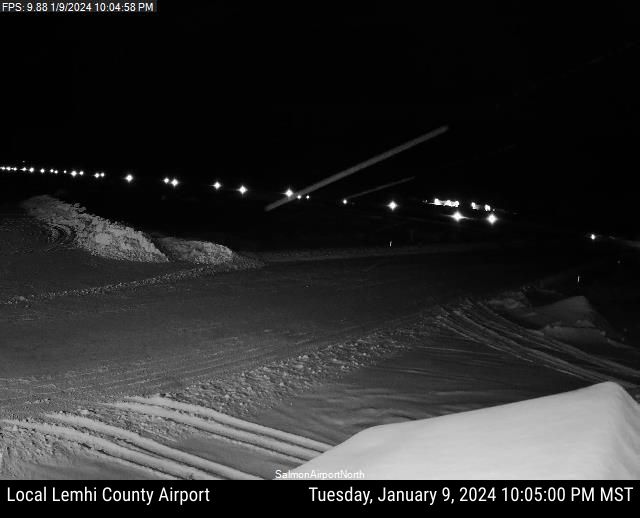 FPS: 9.88 1/9/2024 10:04:58 PM
SalmonAirportNorth
Local Lemhi County Airport
Tuesday, January 9, 2024 10:05:00 PM MST